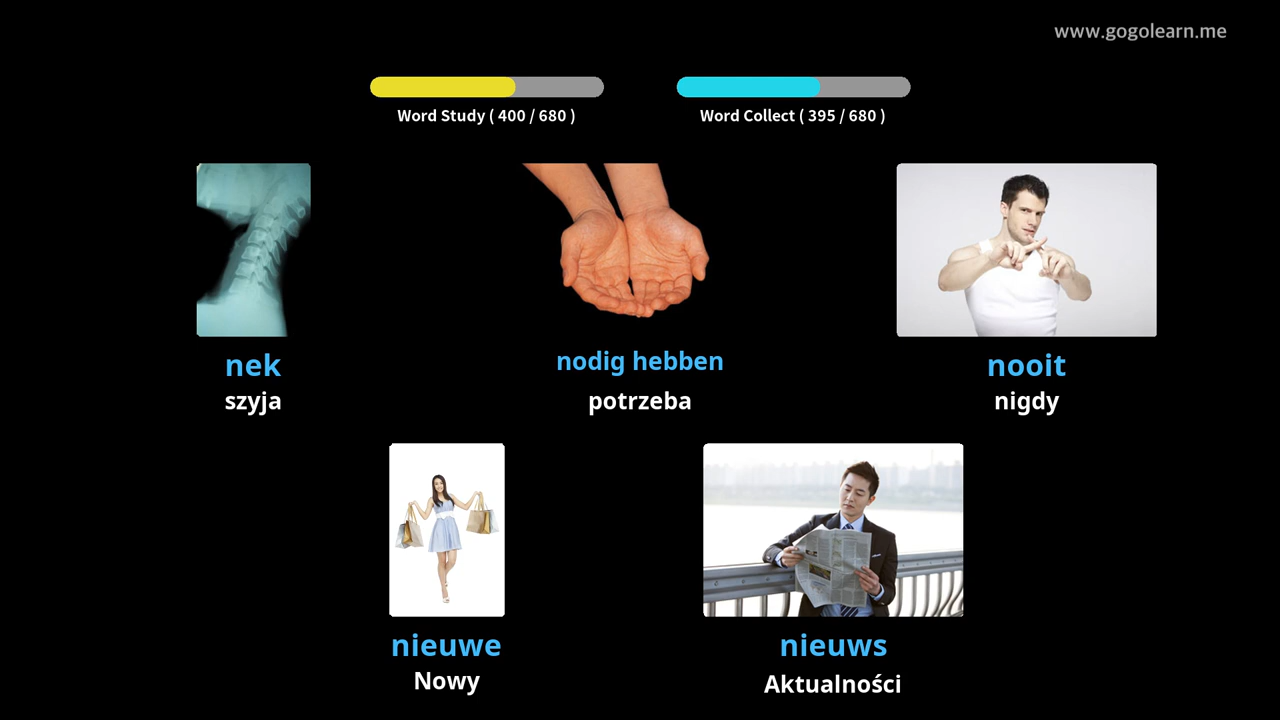 www.gogolearn.me
Word Study ( 400 / 680 )
Word Collect ( 395 / 680 )
nek
szyja
nodig hebben
potrzeba
nooit
nigdy
nieuwe
Nowy
nieuws
Aktualności